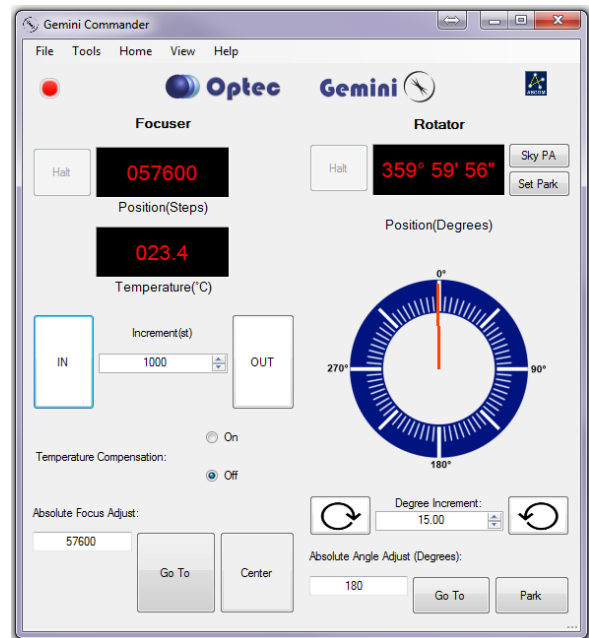 Gemini Commander
File Tools Home View Help
Optec Gemini ASCOM
Focuser
Halt
057600
Position(Steps)
023.4
Temperature(°C)
IN
Increment(st)
1000
OUT
Temperature Compensation:
On
Off
Absolute Focus Adjust:
57600
Go To
Center
Rotator
Halt
359° 59' 56"
Sky PA
Set Park
Position(Degrees)
0°
270°
90°
180°
Degree Increment:
15.00
Absolute Angle Adjust (Degrees):
180
Go To
Park